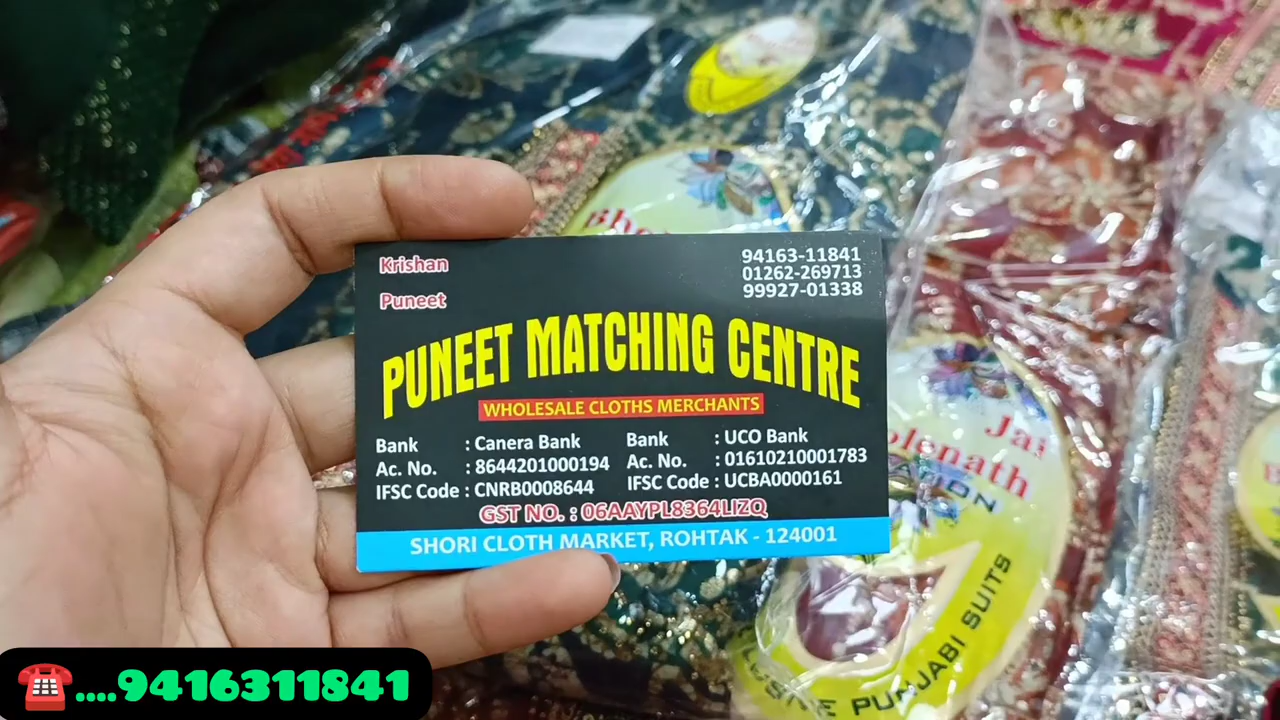 Krishan
Puneet
94163-11841
01262-269713
99927-01338
PUNEET MATCHING CENTRE
WHOLESALE CLOTHS MERCHANTS
Bank : Canera Bank
Ac. No. : 8644201000194
IFSC Code : CNRB0008644
Bank : UCO Bank
Ac. No. : 01610210001783
IFSC Code : UCBA0000161
GST NO. : 06AAYPL8364LIZQ
SHORI CLOTH MARKET, ROHTAK - 124001
Jai
olenath
PUNJABI SUITS
....9416311841